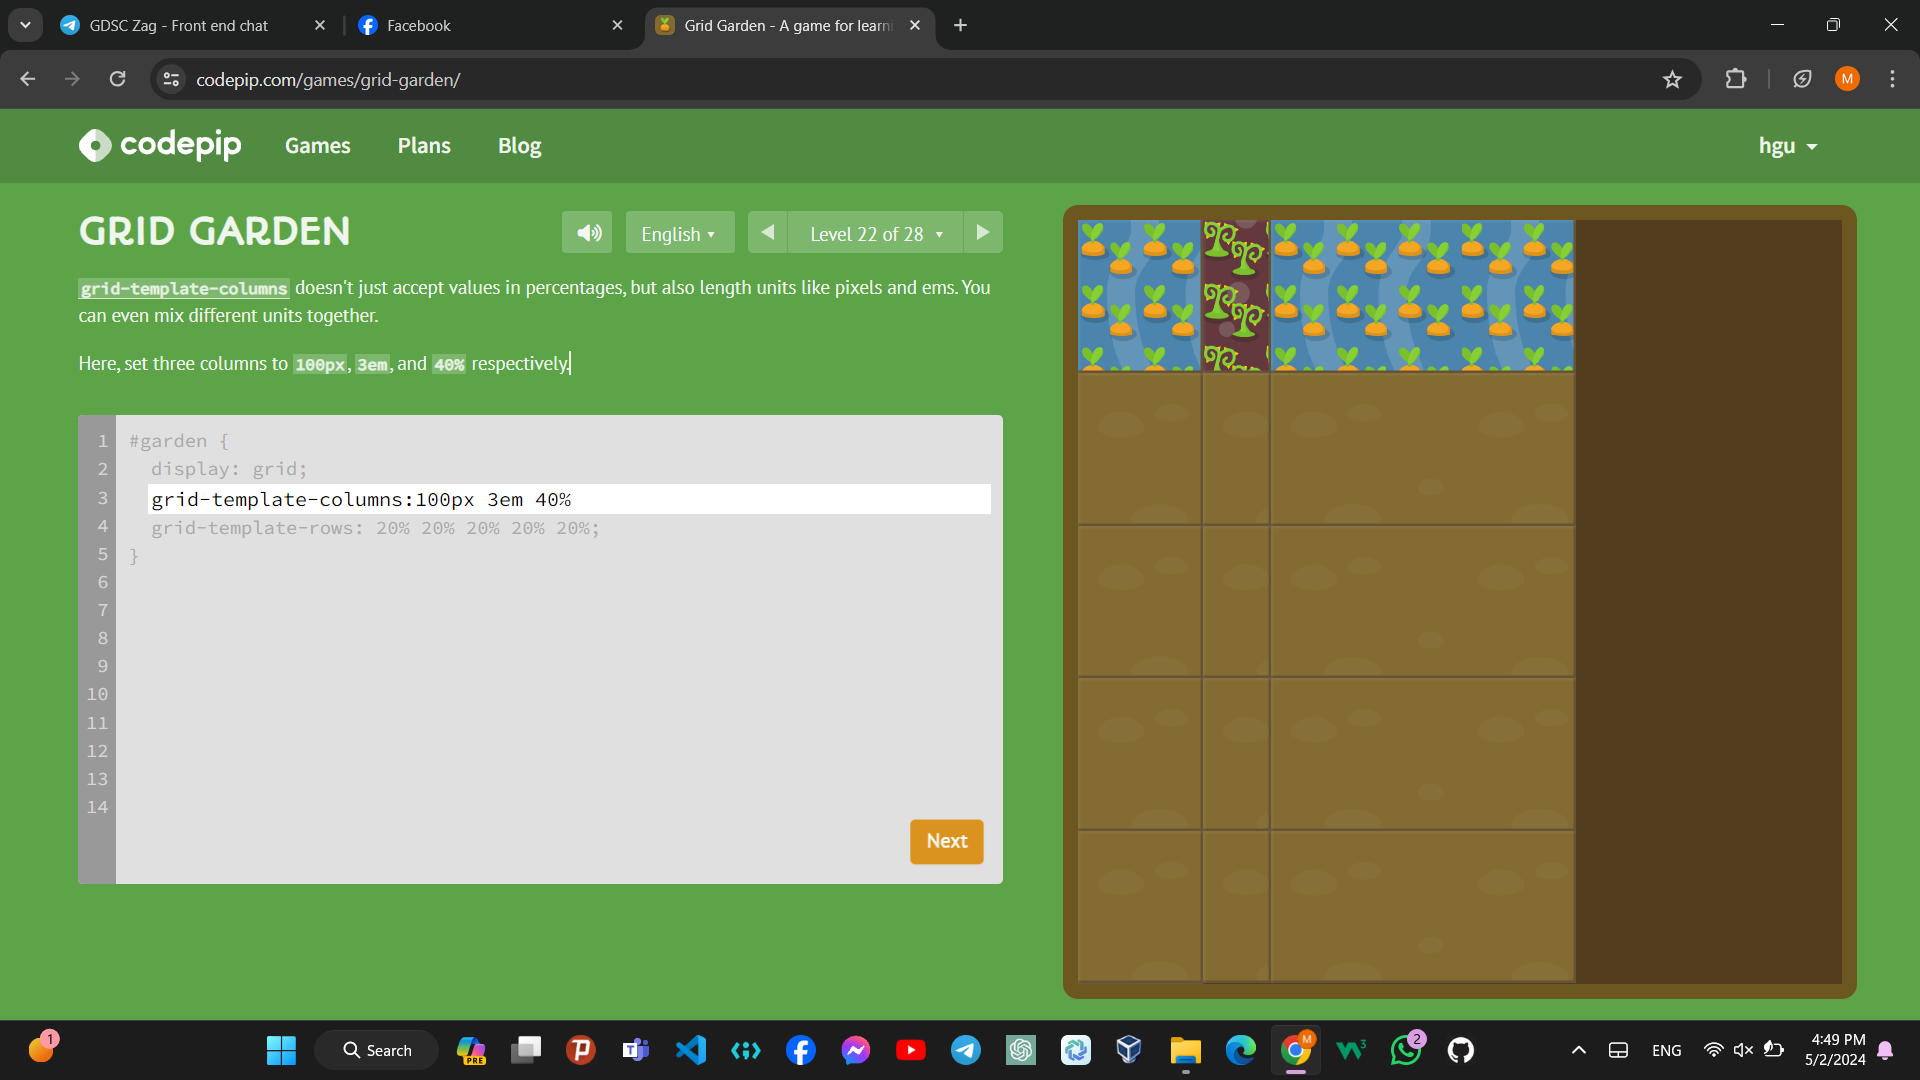 GDSC Zag - Front end chat
Facebook
Grid Garden - A game for learni
codepip.com/games/grid-garden/
M
codepip
Games
Plans
Blog
hgu
GRID GARDEN
English
Level 22 of 28
grid-template-columns doesn't just accept values in percentages, but also length units like pixels and ems. You
can even mix different units together.
Here, set three columns to 100px, 3em, and 40% respectively.
1 #garden {
2 display: grid;
3 grid-template-columns:100px 3em 40%
4 grid-template-rows: 20% 20% 20% 20% 20%;
5 }
6
7
8
9
10
11
12
13
14
Next
1
Search
PRE
M
2
ENG
4:49 PM
5/2/2024